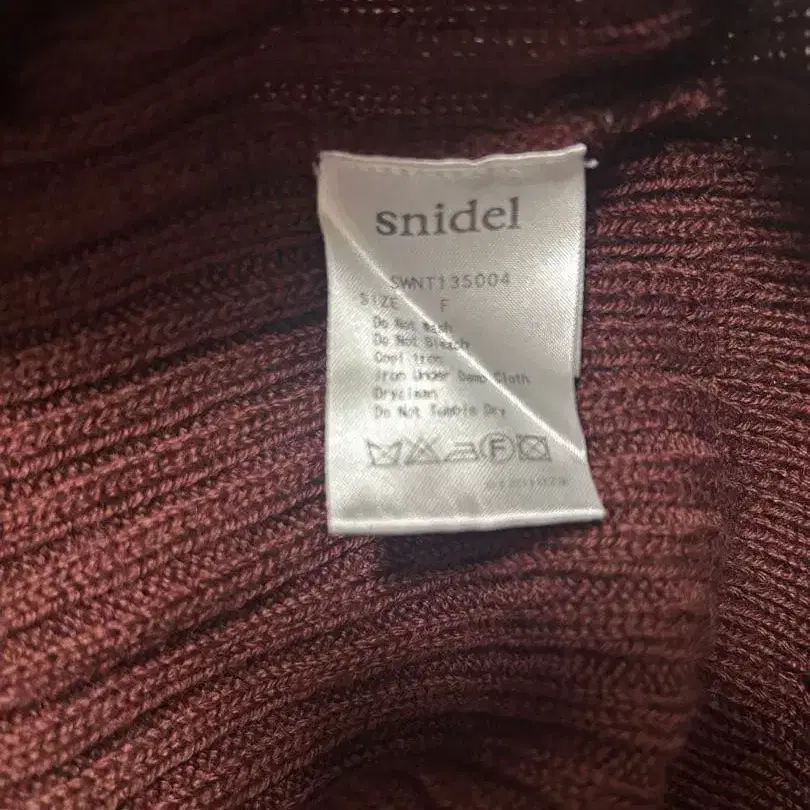 snidel
SWNT135004
SIZE F
Do Not Wash
Do Not Bleach
Cool Iron
Iron Under Damp Cloth
Dryclean
Do Not Tumble Dry
F